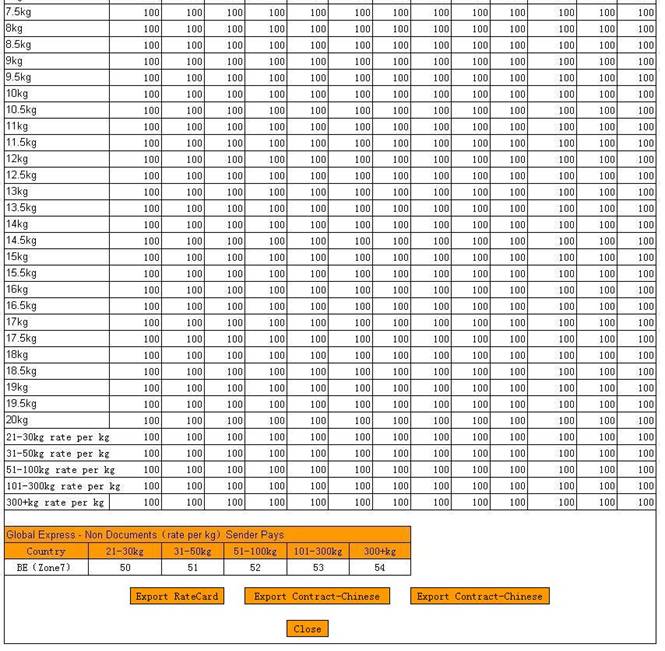 7.5kg 100 100 100 100 100 100 100 100 100 100 100 100 100
8kg 100 100 100 100 100 100 100 100 100 100 100 100 100
8.5kg 100 100 100 100 100 100 100 100 100 100 100 100 100
9kg 100 100 100 100 100 100 100 100 100 100 100 100 100
9.5kg 100 100 100 100 100 100 100 100 100 100 100 100 100
10kg 100 100 100 100 100 100 100 100 100 100 100 100 100
10.5kg 100 100 100 100 100 100 100 100 100 100 100 100 100
11kg 100 100 100 100 100 100 100 100 100 100 100 100 100
11.5kg 100 100 100 100 100 100 100 100 100 100 100 100 100
12kg 100 100 100 100 100 100 100 100 100 100 100 100 100
12.5kg 100 100 100 100 100 100 100 100 100 100 100 100 100
13kg 100 100 100 100 100 100 100 100 100 100 100 100 100
13.5kg 100 100 100 100 100 100 100 100 100 100 100 100 100
14kg 100 100 100 100 100 100 100 100 100 100 100 100 100
14.5kg 100 100 100 100 100 100 100 100 100 100 100 100 100
15kg 100 100 100 100 100 100 100 100 100 100 100 100 100
15.5kg 100 100 100 100 100 100 100 100 100 100 100 100 100
16kg 100 100 100 100 100 100 100 100 100 100 100 100 100
16.5kg 100 100 100 100 100 100 100 100 100 100 100 100 100
17kg 100 100 100 100 100 100 100 100 100 100 100 100 100
17.5kg 100 100 100 100 100 100 100 100 100 100 100 100 100
18kg 100 100 100 100 100 100 100 100 100 100 100 100 100
18.5kg 100 100 100 100 100 100 100 100 100 100 100 100 100
19kg 100 100 100 100 100 100 100 100 100 100 100 100 100
19.5kg 100 100 100 100 100 100 100 100 100 100 100 100 100
20kg 100 100 100 100 100 100 100 100 100 100 100 100 100
21-30kg rate per kg 100 100 100 100 100 100 100 100 100 100 100 100 100
31-50kg rate per kg 100 100 100 100 100 100 100 100 100 100 100 100 100
51-100kg rate per kg 100 100 100 100 100 100 100 100 100 100 100 100 100
101-300kg rate per kg 100 100 100 100 100 100 100 100 100 100 100 100 100
300+kg rate per kg 100 100 100 100 100 100 100 100 100 100 100 100 100
Global Express - Non Documents (rate per kg) Sender Pays
Country 21-30kg 31-50kg 51-100kg 101-300kg 300+kg
BE (Zone7) 50 51 52 53 54
Export RateCard Export Contract-Chinese Export Contract-Chinese
Close